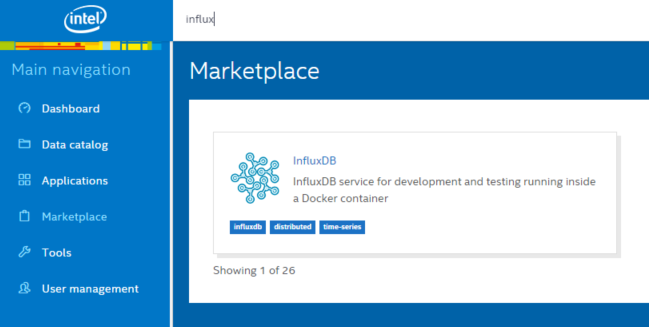 intel
influx
Main navigation
Marketplace
Dashboard
Data catalog
Applications
Marketplace
Tools
User management
InfluxDB
InfluxDB service for development and testing running inside
a Docker container
influxdb distributed time-series
Showing 1 of 26